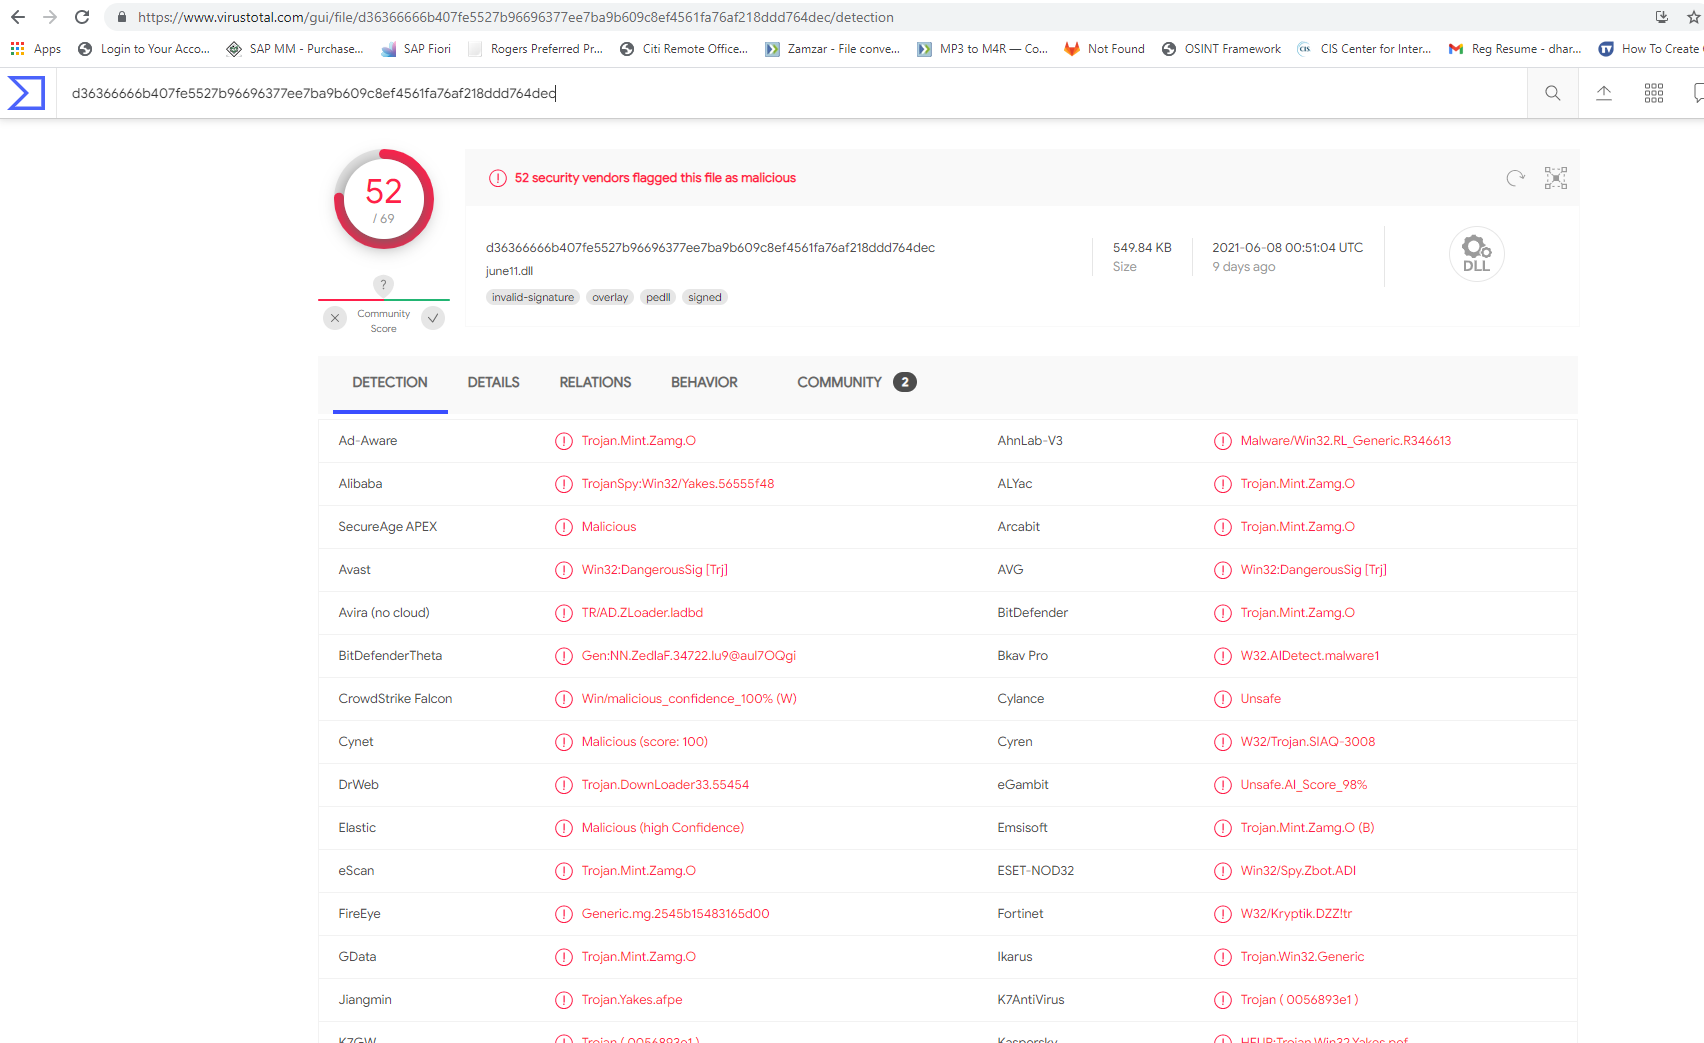 https://www.virustotal.com/gui/file/d36366666b407fe5527b96696377ee7ba9b609c8ef4561fa76af218ddd764dec/detection
Apps Login to Your Acco... SAP MM - Purchase... SAP Fiori Rogers Preferred Pr... Citi Remote Office... Zamzar - File conve... MP3 to M4R — Co... Not Found OSINT Framework CIS Center for Inter... Reg Resume - dhar... How To Create
d36366666b407fe5527b96696377ee7ba9b609c8ef4561fa76af218ddd764dec
52
/ 69
?
Community
Score
52 security vendors flagged this file as malicious
d36366666b407fe5527b96696377ee7ba9b609c8ef4561fa76af218ddd764dec
june11.dll
invalid-signature overlay pedll signed
549.84 KB
Size
2021-06-08 00:51:04 UTC
9 days ago
DLL
DETECTION DETAILS RELATIONS BEHAVIOR COMMUNITY 2
Ad-Aware Trojan.Mint.Zamg.O AhnLab-V3 Malware/Win32.RL_Generic.R346613
Alibaba TrojanSpy:Win32/Yakes.56555f48 ALYac Trojan.Mint.Zamg.O
SecureAge APEX Malicious Arcabit Trojan.Mint.Zamg.O
Avast Win32:DangerousSig [Trj] AVG Win32:DangerousSig [Trj]
Avira (no cloud) TR/AD.ZLoader.ladbd BitDefender Trojan.Mint.Zamg.O
BitDefenderTheta Gen:NN.ZedlaF.34722.Iu9@aul7OQgi Bkav Pro W32.AIDetect.malware1
CrowdStrike Falcon Win/malicious_confidence_100% (W) Cylance Unsafe
Cynet Malicious (score: 100) Cyren W32/Trojan.SIAQ-3008
DrWeb Trojan.DownLoader33.55454 eGambit Unsafe.AI_Score_98%
Elastic Malicious (high Confidence) Emsisoft Trojan.Mint.Zamg.O (B)
eScan Trojan.Mint.Zamg.O ESET-NOD32 Win32/Spy.Zbot.ADI
FireEye Generic.mg.2545b15483165d00 Fortinet W32/Kryptik.DZZ!tr
GData Trojan.Mint.Zamg.O Ikarus Trojan.Win32.Generic
Jiangmin Trojan.Yakes.afpe K7AntiVirus Trojan ( 0056893e1 )
K7GW Trojan ( 0056893e1 ) Kaspersky HEUR:Trojan.Win32.Yakes.pef